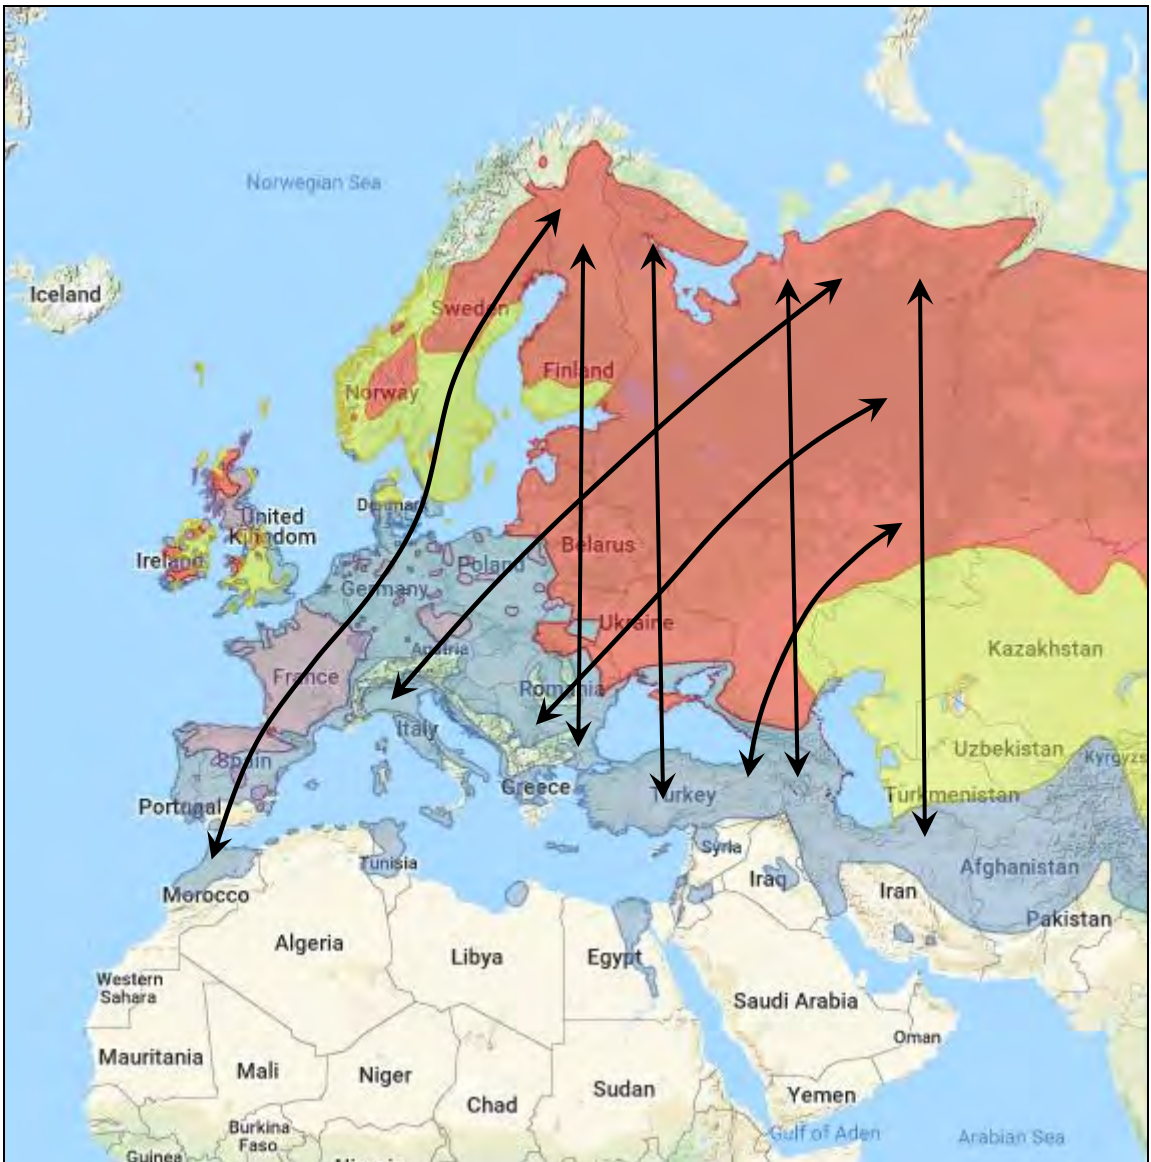 Norwegian Sea
Iceland
Sweden
Finland
Norway
Denmark
United
Kingdom
Ireland
Belarus
Poland
Germany
Ukraine
Austria
Kazakhstan
France
Romania
Italy
Uzbekistan
Spain
Kyrgyzs
Greece
Turkey
Turkmenistan
Portugal
Syria
Tunisia
Afghanistan
Iraq
Iran
Morocco
Pakistan
Algeria
Libya
Egypt
Western
Sahara
Saudi Arabia
Oman
Mauritania
Mali
Niger
Sudan
Chad
Yemen
Burkina
Faso
Gulf of Aden
Arabian Sea
Guinea